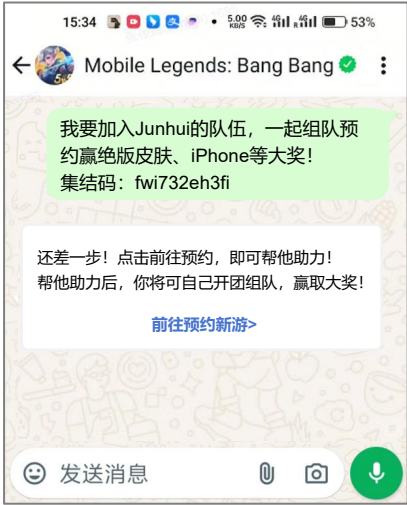 15:34 5.00 KB/S 4G R 4G 53%
Mobile Legends: Bang Bang
我要加入Junhui的队伍，一起组队预
约赢绝版皮肤、iPhone等大奖！
集结码：fwi732eh3fi
还差一步！点击前往预约，即可帮他助力！
帮他助力后，你将可自己开团组队，赢取大奖！
前往预约新游>
发送消息